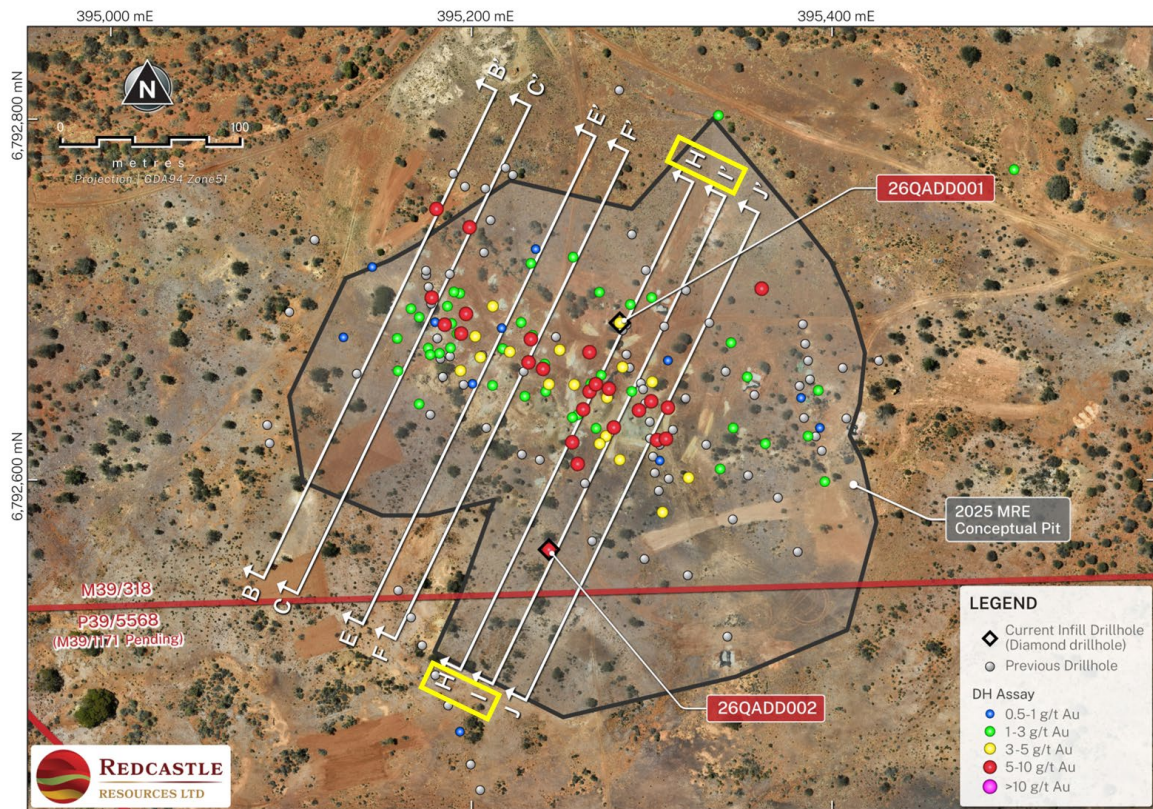 395,000 mE
395,200 mE
395,400 mE
6,792,800 mN
6,792,600 mN
N
0
100
metres
Projection | GDA94 Zone51
B'
C'
E'
F'
H
I'
J'
26QADD001
2025 MRE
Conceptual Pit
M39/318
P39/5568
(M39/1171 Pending)
B
C
E
F
H
I
J
26QADD002
LEGEND
Current Infill Drillhole
(Diamond drillhole)
Previous Drillhole
DH Assay
0.5-1 g/t Au
1-3 g/t Au
3-5 g/t Au
5-10 g/t Au
>10 g/t Au
REDCASTLE
RESOURCES LTD